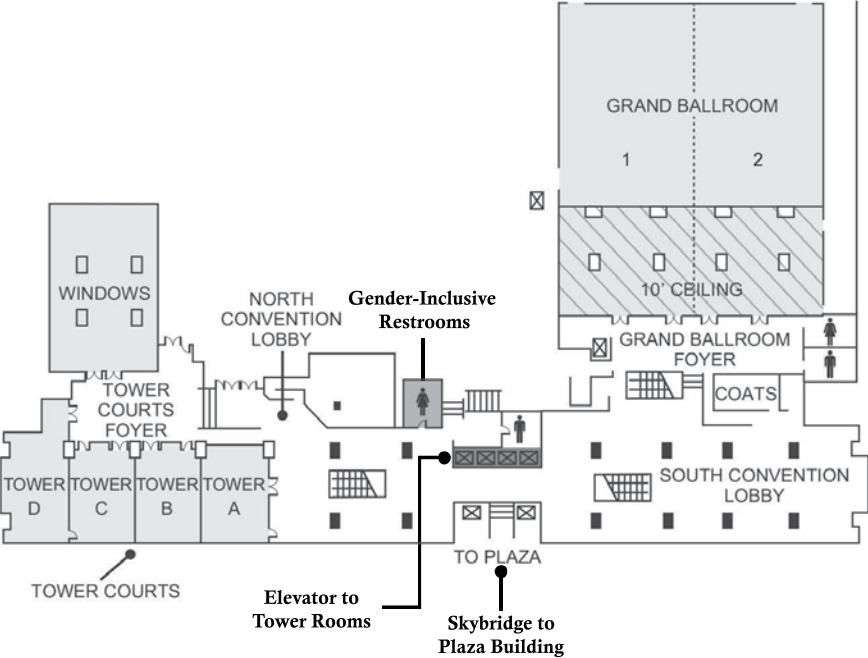 GRAND BALLROOM
1
2
10' CEILING
GRAND BALLROOM
FOYER
COATS
WINDOWS
NORTH
CONVENTION
LOBBY
Gender-Inclusive
Restrooms
TOWER
COURTS
FOYER
TOWER
D
TOWER
C
TOWER
B
TOWER
A
SOUTH CONVENTION
LOBBY
TO PLAZA
TOWER COURTS
Elevator to
Tower Rooms
Skybridge to
Plaza Building